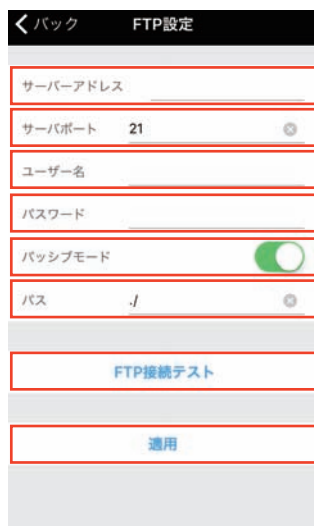 バック FTP設定
サーバーアドレス
サーバポート 21
ユーザー名
パスワード
パッシブモード
パス ./
FTP接続テスト
適用